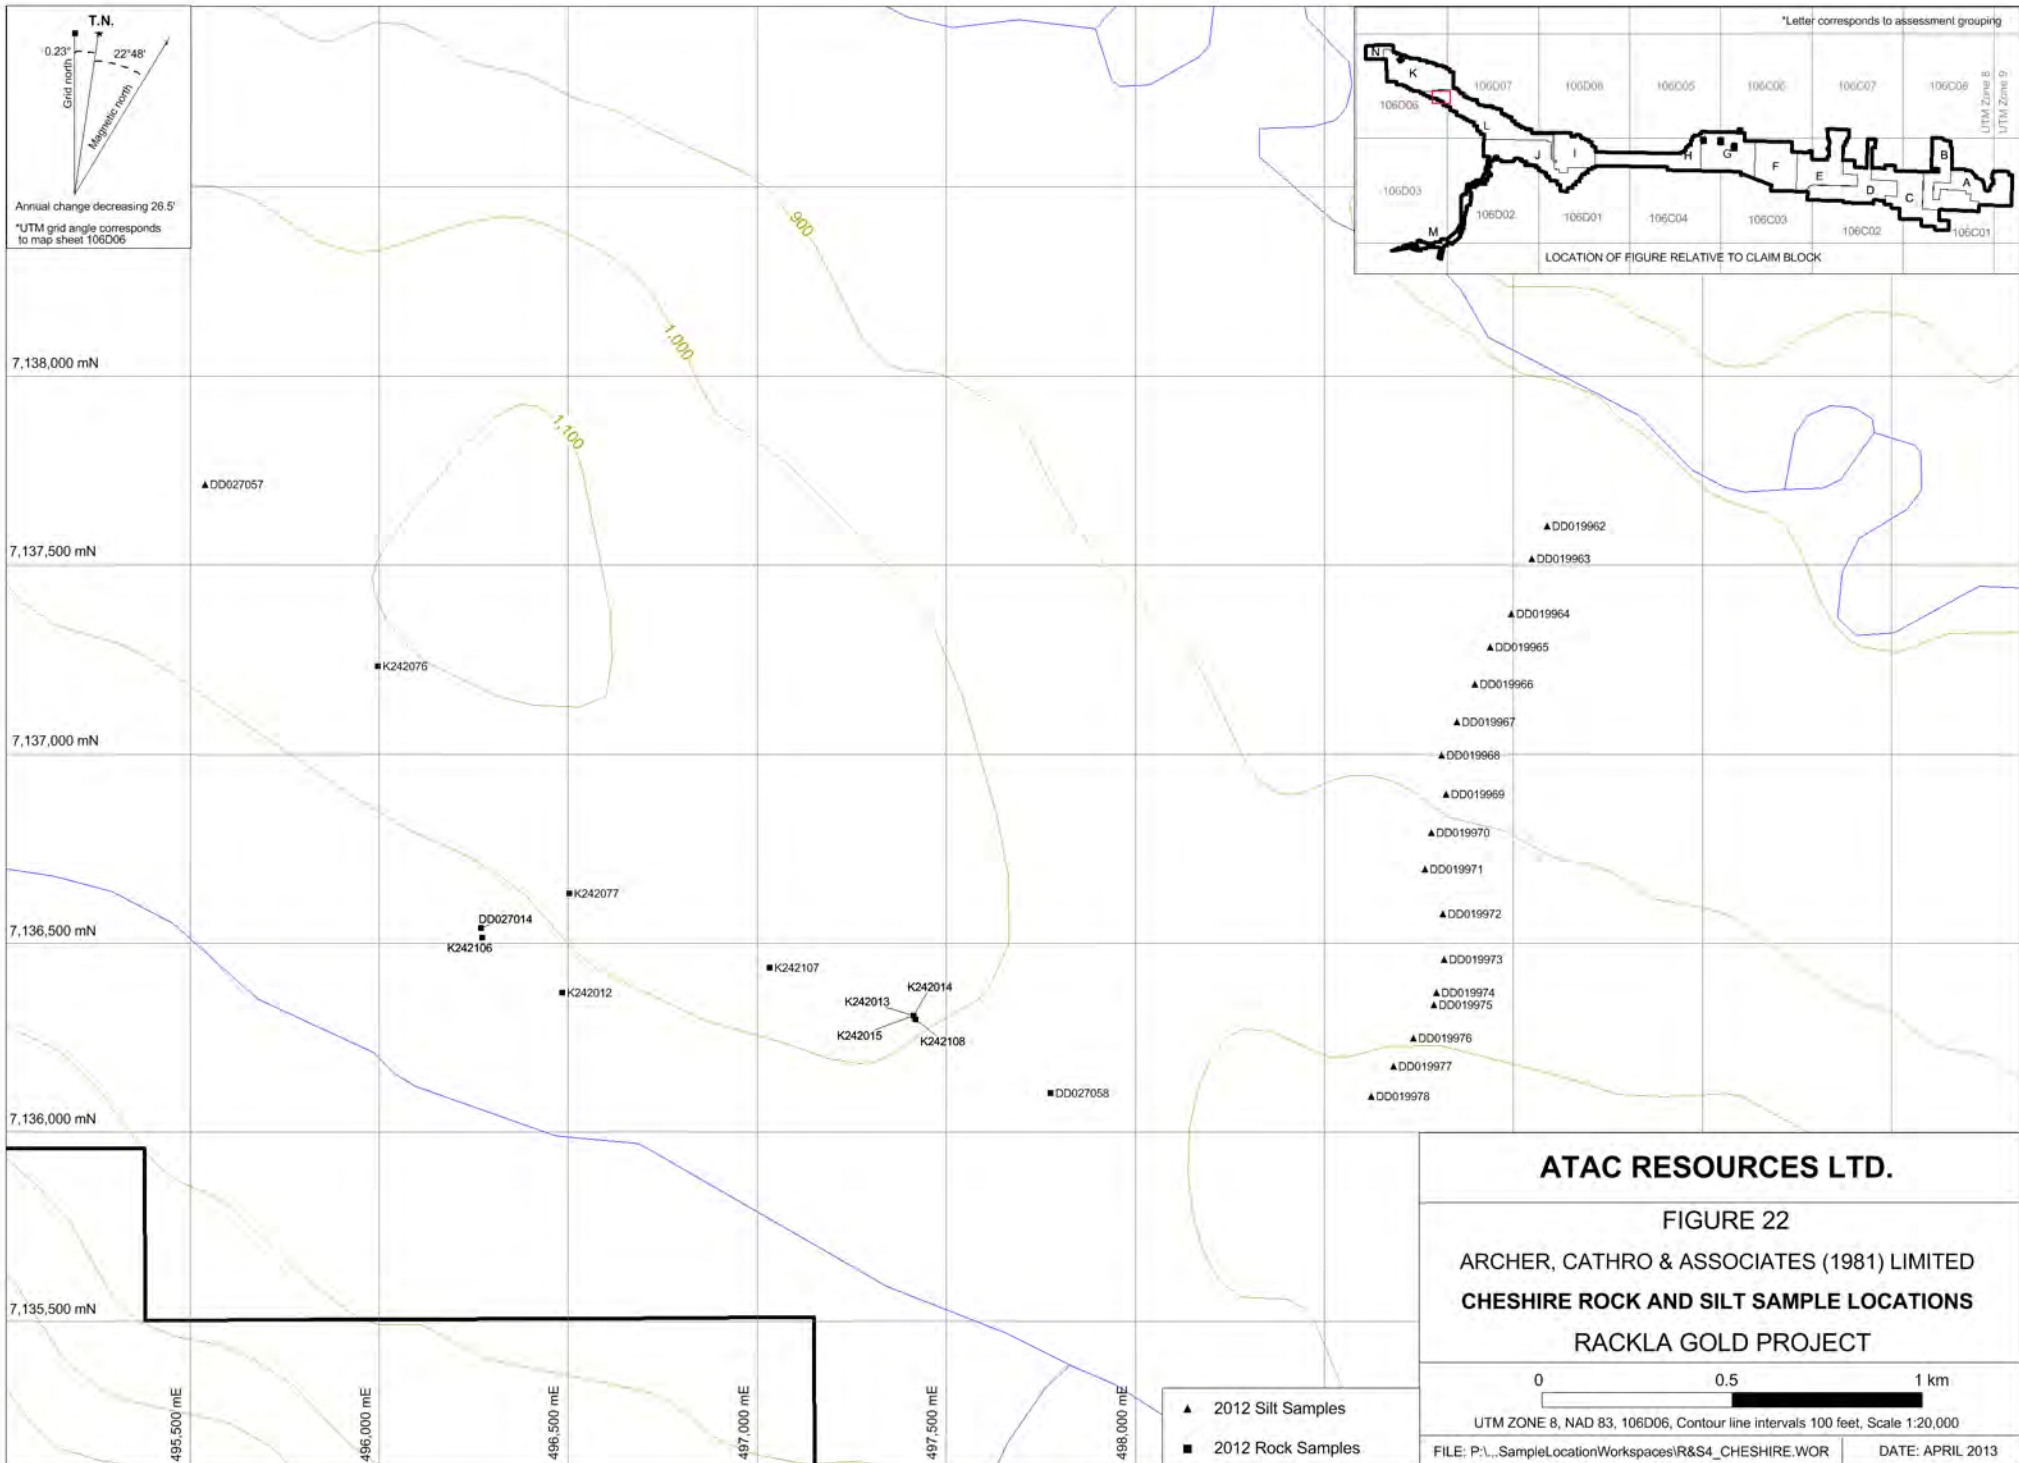 T.N.
0.23°
22°48'
Grid north
Magnetic north
Annual change decreasing 26.5'
*UTM grid angle corresponds
to map sheet 106D06
*Letter corresponds to assessment grouping
N
K
106D07
106D08
106C05
106C06
106C07
106C08
UTM Zone 8
UTM Zone 9
106D06
L
J
I
H
G
F
E
D
C
B
A
106D03
106D02
106D01
106C04
106C03
106C02
106C01
M
LOCATION OF FIGURE RELATIVE TO CLAIM BLOCK
900
1,000
1,100
7,138,000 mN
7,137,500 mN
7,137,000 mN
7,136,500 mN
7,136,000 mN
7,135,500 mN
DD027057
DD019962
DD019963
DD019964
DD019965
DD019966
DD019967
DD019968
DD019969
DD019970
DD019971
DD019972
DD019973
DD019974
DD019975
DD019976
DD019977
DD019978
K242076
K242077
DD027014
K242106
K242012
K242107
K242014
K242013
K242015
K242108
DD027058
495,500 mE
496,000 mE
496,500 mE
497,000 mE
497,500 mE
498,000 mE
2012 Silt Samples
2012 Rock Samples
ATAC RESOURCES LTD.
FIGURE 22
ARCHER, CATHRO & ASSOCIATES (1981) LIMITED
CHESHIRE ROCK AND SILT SAMPLE LOCATIONS
RACKLA GOLD PROJECT
0 0.5 1 km
UTM ZONE 8, NAD 83, 106D06, Contour line intervals 100 feet, Scale 1:20,000
FILE: P:\...SampleLocationWorkspaces\R&S4_CHESHIRE.WOR
DATE: APRIL 2013